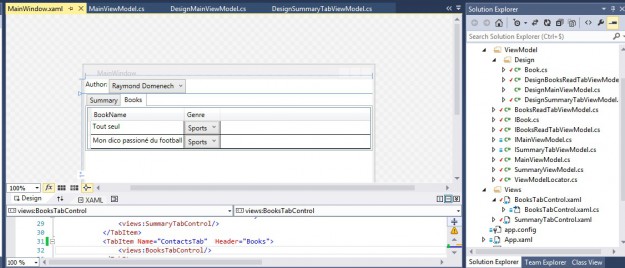 MainWindow.xaml
MainViewModel.cs
DesignMainViewModel.cs
DesignSummaryTabViewModel.cs
MainWindow
Author: Raymond Domenech
Summary Books
BookName Genre
Tout seul Sports
Mon dico passioné du football Sports
100%
Design XAML
views:BooksTabControl views:BooksTabControl
29 <views:SummaryTabControl/>
30 </TabItem>
31 <TabItem Name="ContactsTab" Header="Books">
32 <views:BooksTabControl/>
100 %
Solution Explorer
Search Solution Explorer (Ctrl+$)
ViewModel
Design
Book.cs
DesignBooksReadTabViewMode
DesignMainViewModel.cs
DesignSummaryTabViewModel.
BooksReadTabViewModel.cs
IBook.cs
IBooksReadTabViewModel.cs
IMainViewModel.cs
ISummaryTabViewModel.cs
MainViewModel.cs
SummaryTabViewModel.cs
ViewModelLocator.cs
Views
BooksTabControl.xaml
BooksTabControl.xaml.cs
SummaryTabControl.xaml
app.config
App.xaml
Solution Explorer Team Explorer Class View